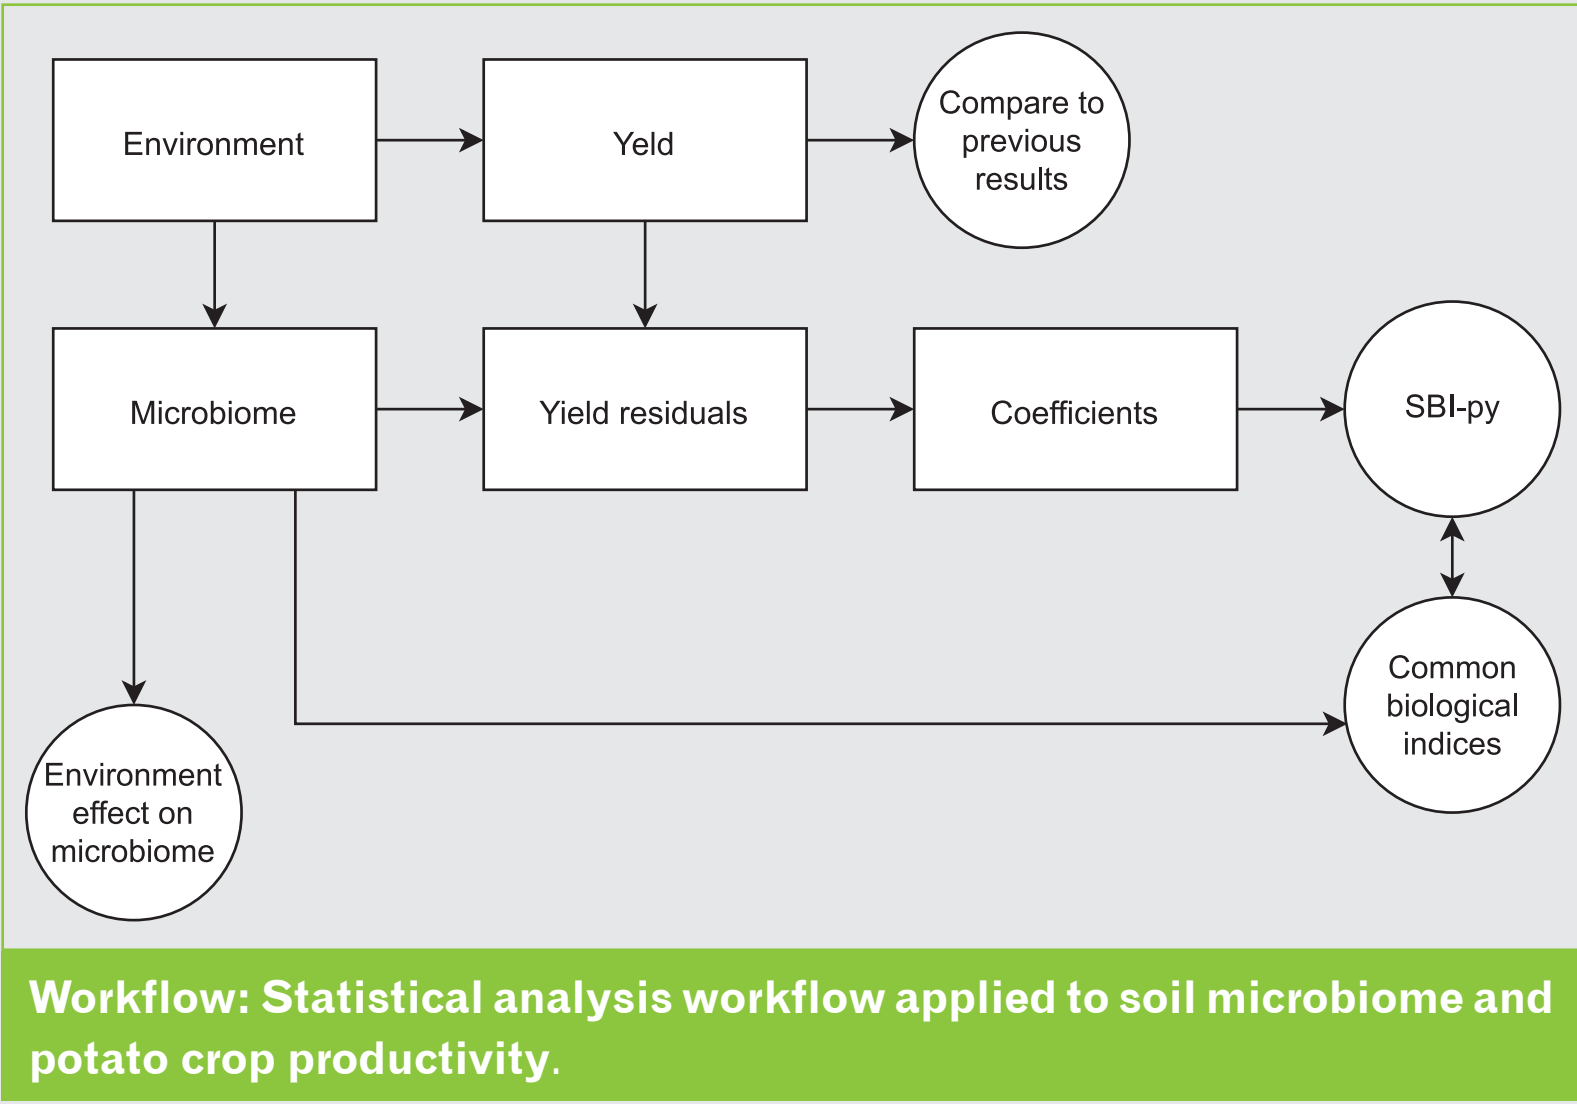 Environment
Yeld
Compare to
previous
results
Microbiome
Yield residuals
Coefficients
SBI-py
Common
biological
indices
Environment
effect on
microbiome
Workflow: Statistical analysis workflow applied to soil microbiome and
potato crop productivity.